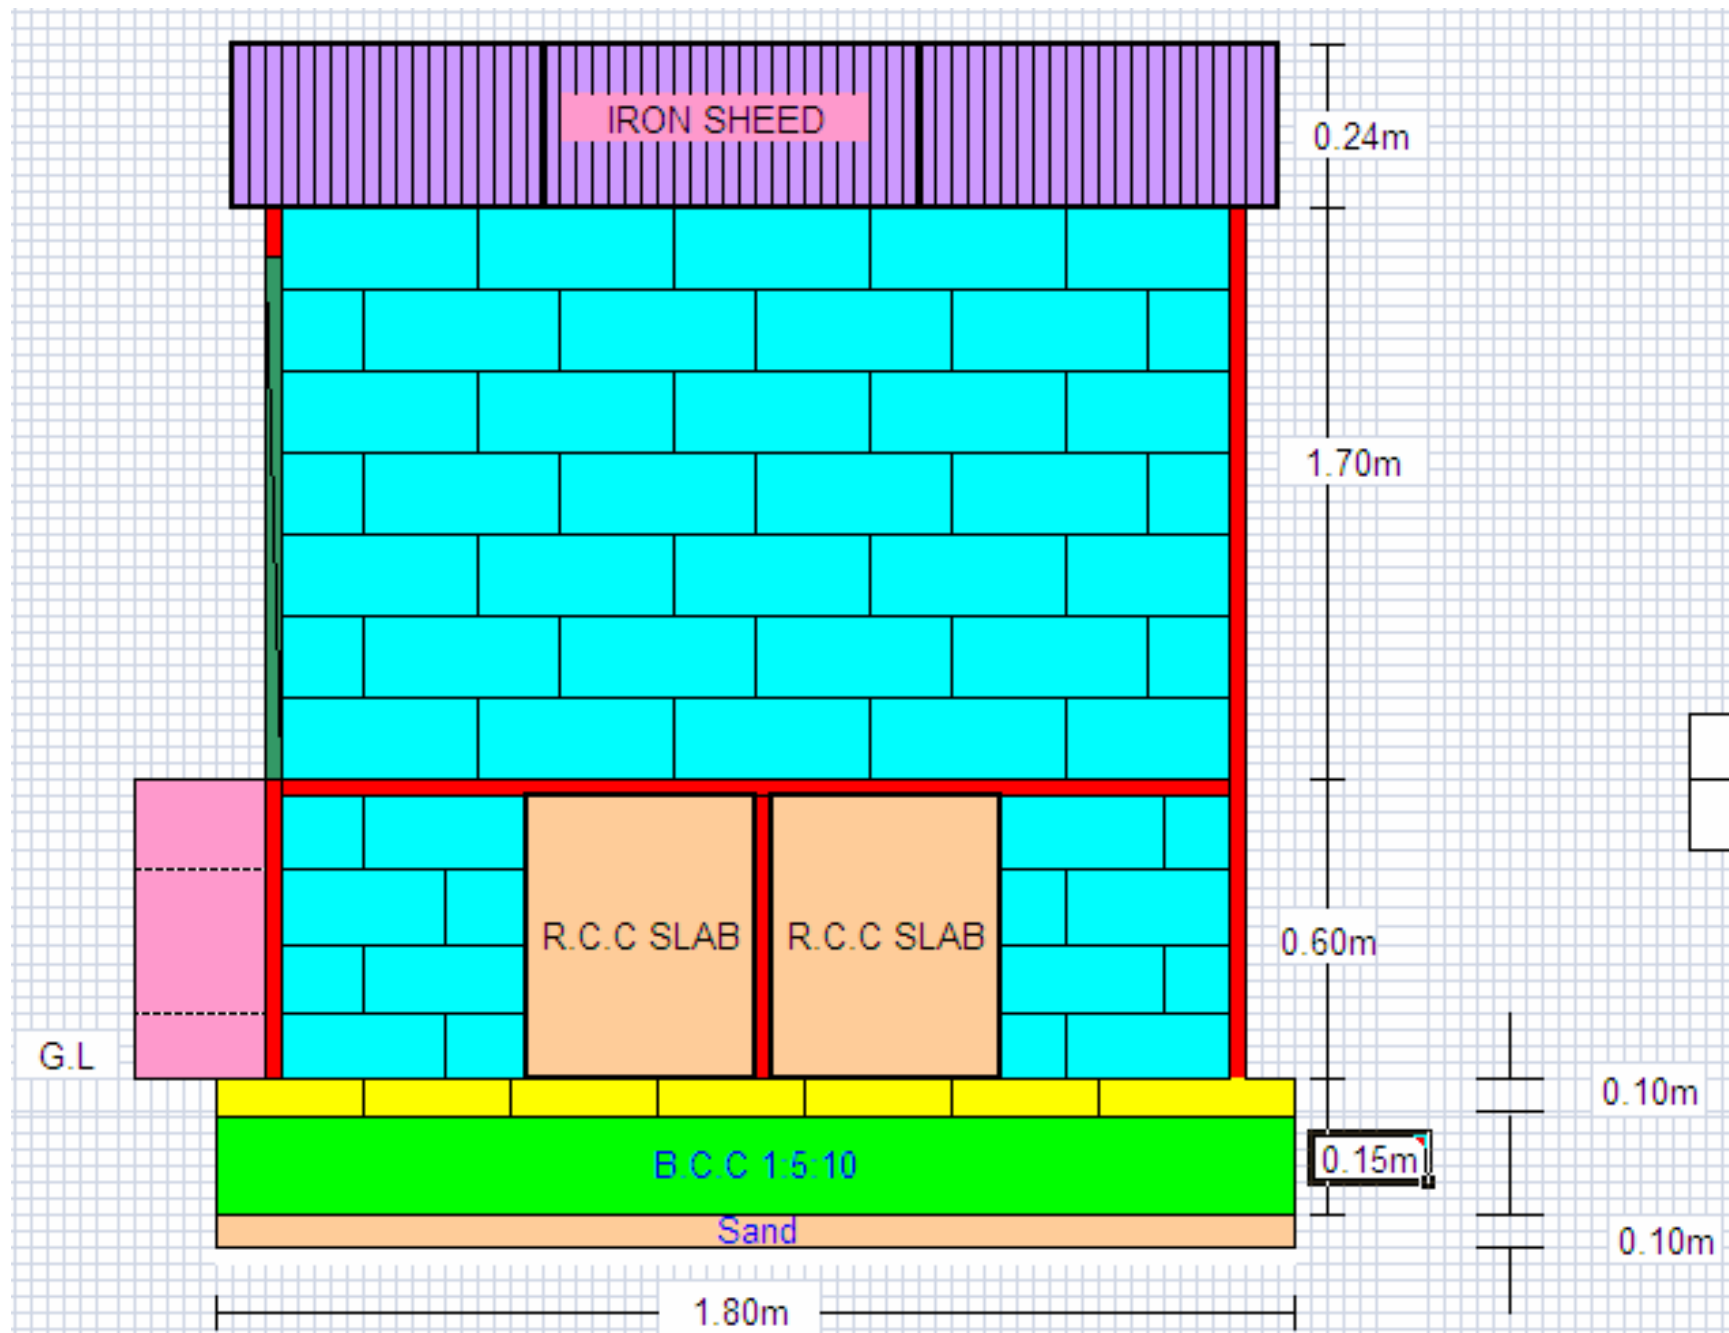 IRON SHEED
0.24m
1.70m
R.C.C SLAB
R.C.C SLAB
0.60m
G.L
0.10m
B.C.C 1:5:10
0.15m
Sand
0.10m
1.80m